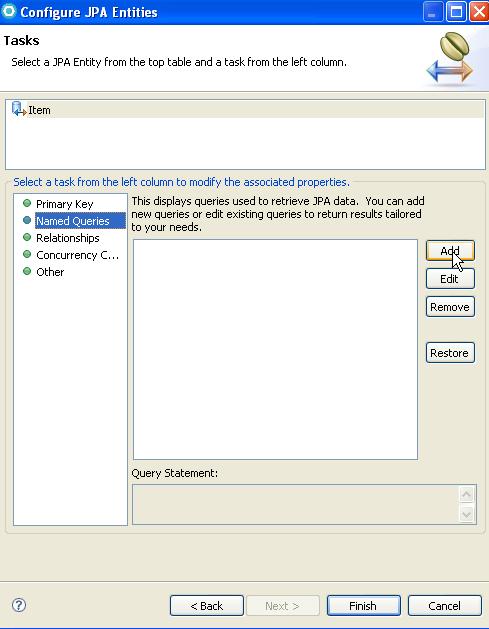 Configure JPA Entities
Tasks
Select a JPA Entity from the top table and a task from the left column.
Item
Select a task from the left column to modify the associated properties.
Primary Key
Named Queries
Relationships
Concurrency C...
Other
This displays queries used to retrieve JPA data.  You can add
new queries or edit existing queries to return results tailored
to your needs.
Add
Edit
Remove
Restore
Query Statement:
?
< Back
Next >
Finish
Cancel